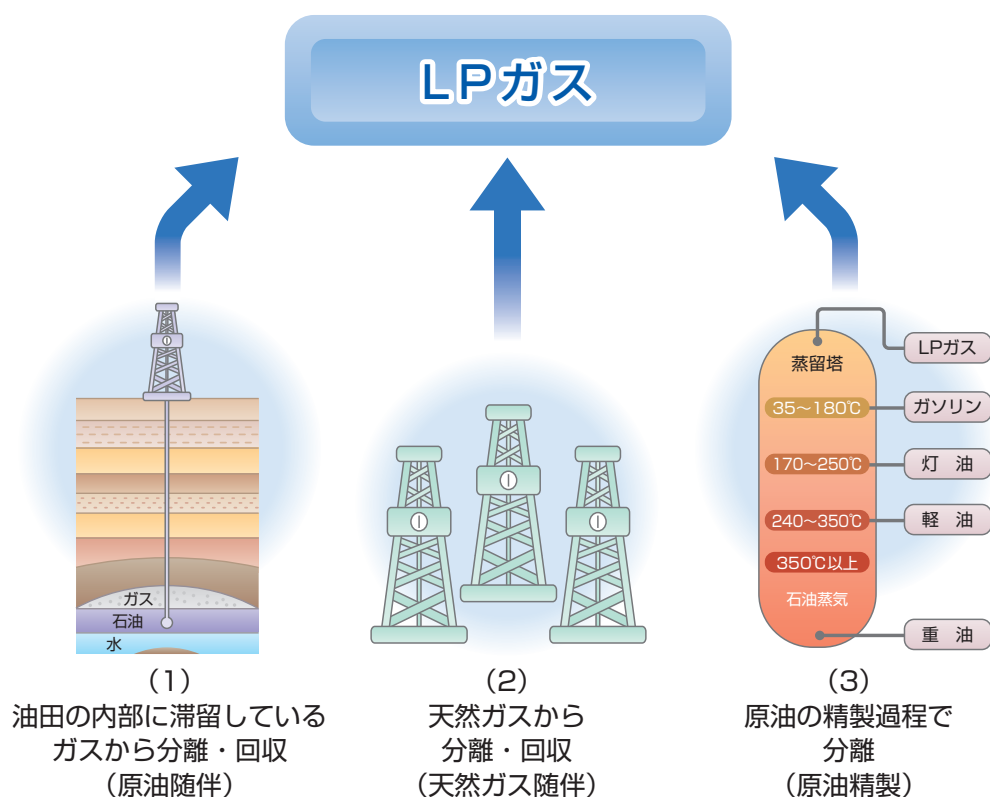 LPガス
ガス
石油
水
蒸留塔
35～180℃
170～250℃
240～350℃
350℃以上
石油蒸気
LPガス
ガソリン
灯 油
軽 油
重 油
（1）
油田の内部に滞留している
ガスから分離・回収
（原油随伴）
（2）
天然ガスから
分離・回収
（天然ガス随伴）
（3）
原油の精製過程で
分離
（原油精製）